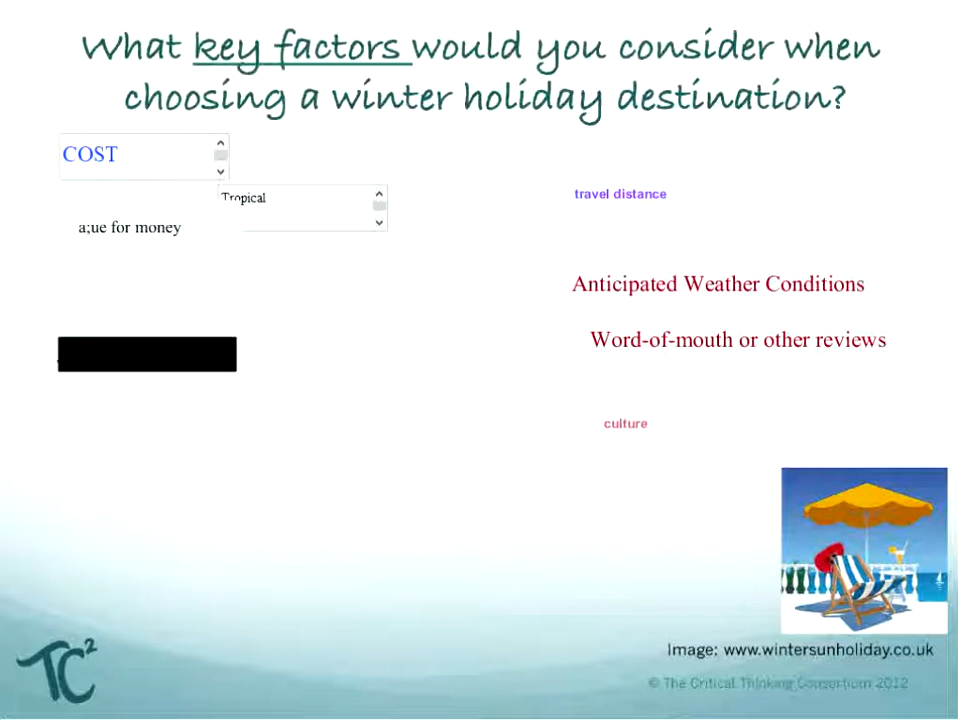 What key factors would you consider when
choosing a winter holiday destination?
COST
Tropical
travel distance
a;ue for money
Anticipated Weather Conditions
Word-of-mouth or other reviews
culture
TC2
Image: www.wintersunholiday.co.uk
© The Critical Thinking Consortium 2012